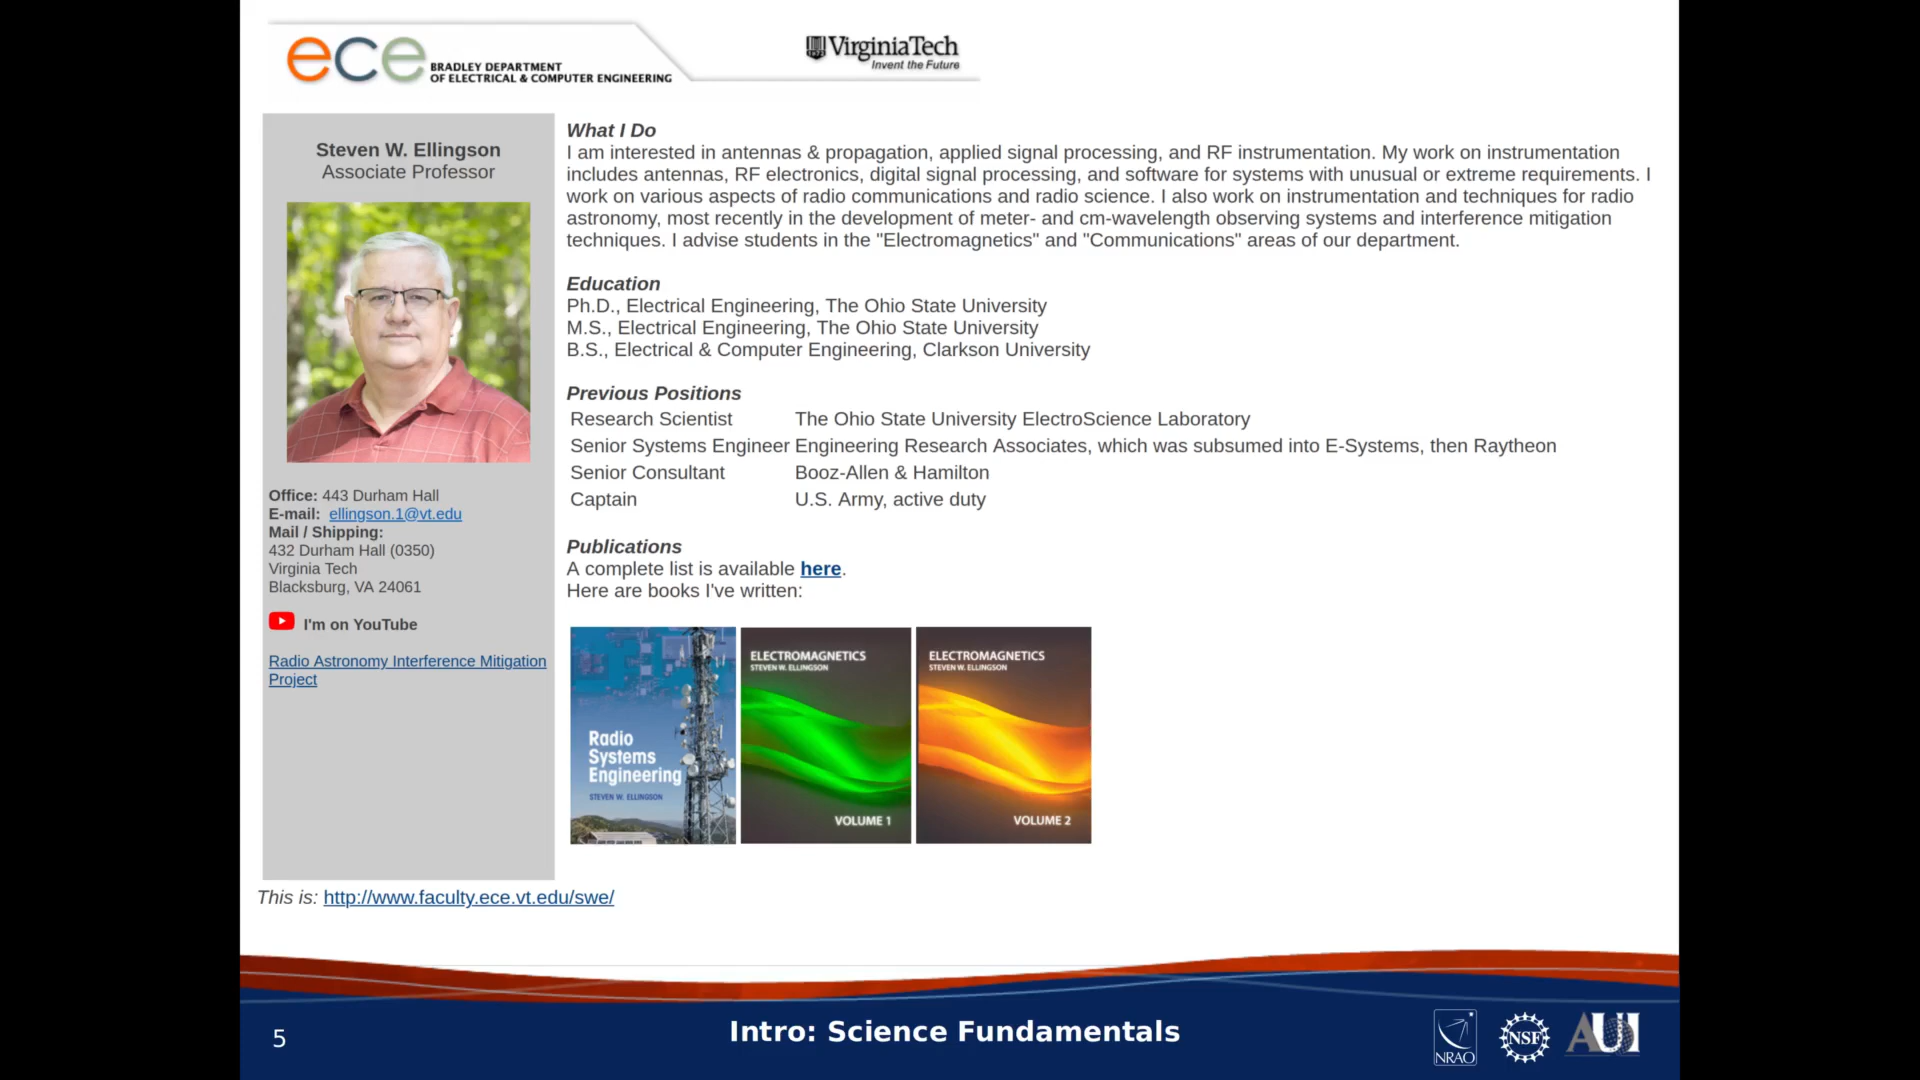 ece BRADLEY DEPARTMENT
OF ELECTRICAL & COMPUTER ENGINEERING
VirginiaTech
Invent the Future
Steven W. Ellingson
Associate Professor
Office: 443 Durham Hall
E-mail: ellingson.1@vt.edu
Mail / Shipping:
432 Durham Hall (0350)
Virginia Tech
Blacksburg, VA 24061
I'm on YouTube
Radio Astronomy Interference Mitigation
Project
What I Do
I am interested in antennas & propagation, applied signal processing, and RF instrumentation. My work on instrumentation
includes antennas, RF electronics, digital signal processing, and software for systems with unusual or extreme requirements. I
work on various aspects of radio communications and radio science. I also work on instrumentation and techniques for radio
astronomy, most recently in the development of meter- and cm-wavelength observing systems and interference mitigation
techniques. I advise students in the "Electromagnetics" and "Communications" areas of our department.
Education
Ph.D., Electrical Engineering, The Ohio State University
M.S., Electrical Engineering, The Ohio State University
B.S., Electrical & Computer Engineering, Clarkson University
Previous Positions
Research Scientist The Ohio State University ElectroScience Laboratory
Senior Systems Engineer Engineering Research Associates, which was subsumed into E-Systems, then Raytheon
Senior Consultant Booz-Allen & Hamilton
Captain U.S. Army, active duty
Publications
A complete list is available here.
Here are books I've written:
Radio
Systems
Engineering
STEVEN W. ELLINGSON
ELECTROMAGNETICS
STEVEN W. ELLINGSON
VOLUME 1
ELECTROMAGNETICS
STEVEN W. ELLINGSON
VOLUME 2
This is: http://www.faculty.ece.vt.edu/swe/
5
Intro: Science Fundamentals
NRAO
NSF
AUI